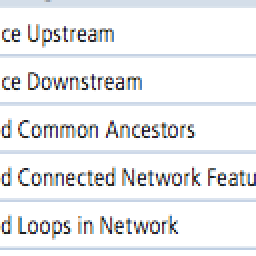 ce Upstream
ce Downstream
d Common Ancestors
d Connected Network Featu
d Loops in Network